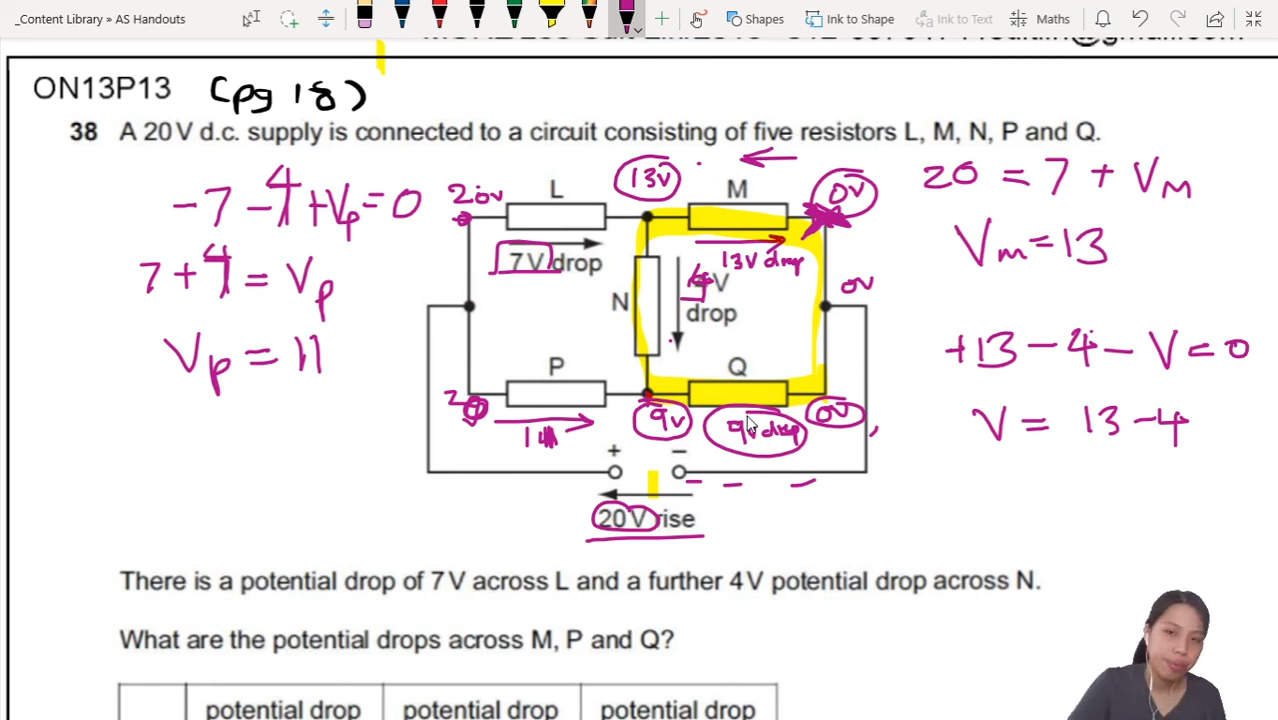 _Content Library » AS Handouts
Shapes
Ink to Shape
Ink to Text
Maths
ON13P13 (pg 18)
38 A 20 V d.c. supply is connected to a circuit consisting of five resistors L, M, N, P and Q.
-7 -4 +Vp = 0
7 + 4 = Vp
Vp = 11
20v
L
13v
M
0v
7 V drop
13v drop
N
4 V
drop
0v
P
Q
20
11
9v
9v drop
0v
+
−
20 V rise
20 = 7 + VM
Vm = 13
+13 - 4 - V = 0
V = 13 - 4
There is a potential drop of 7 V across L and a further 4 V potential drop across N.
What are the potential drops across M, P and Q?
potential drop potential drop potential drop